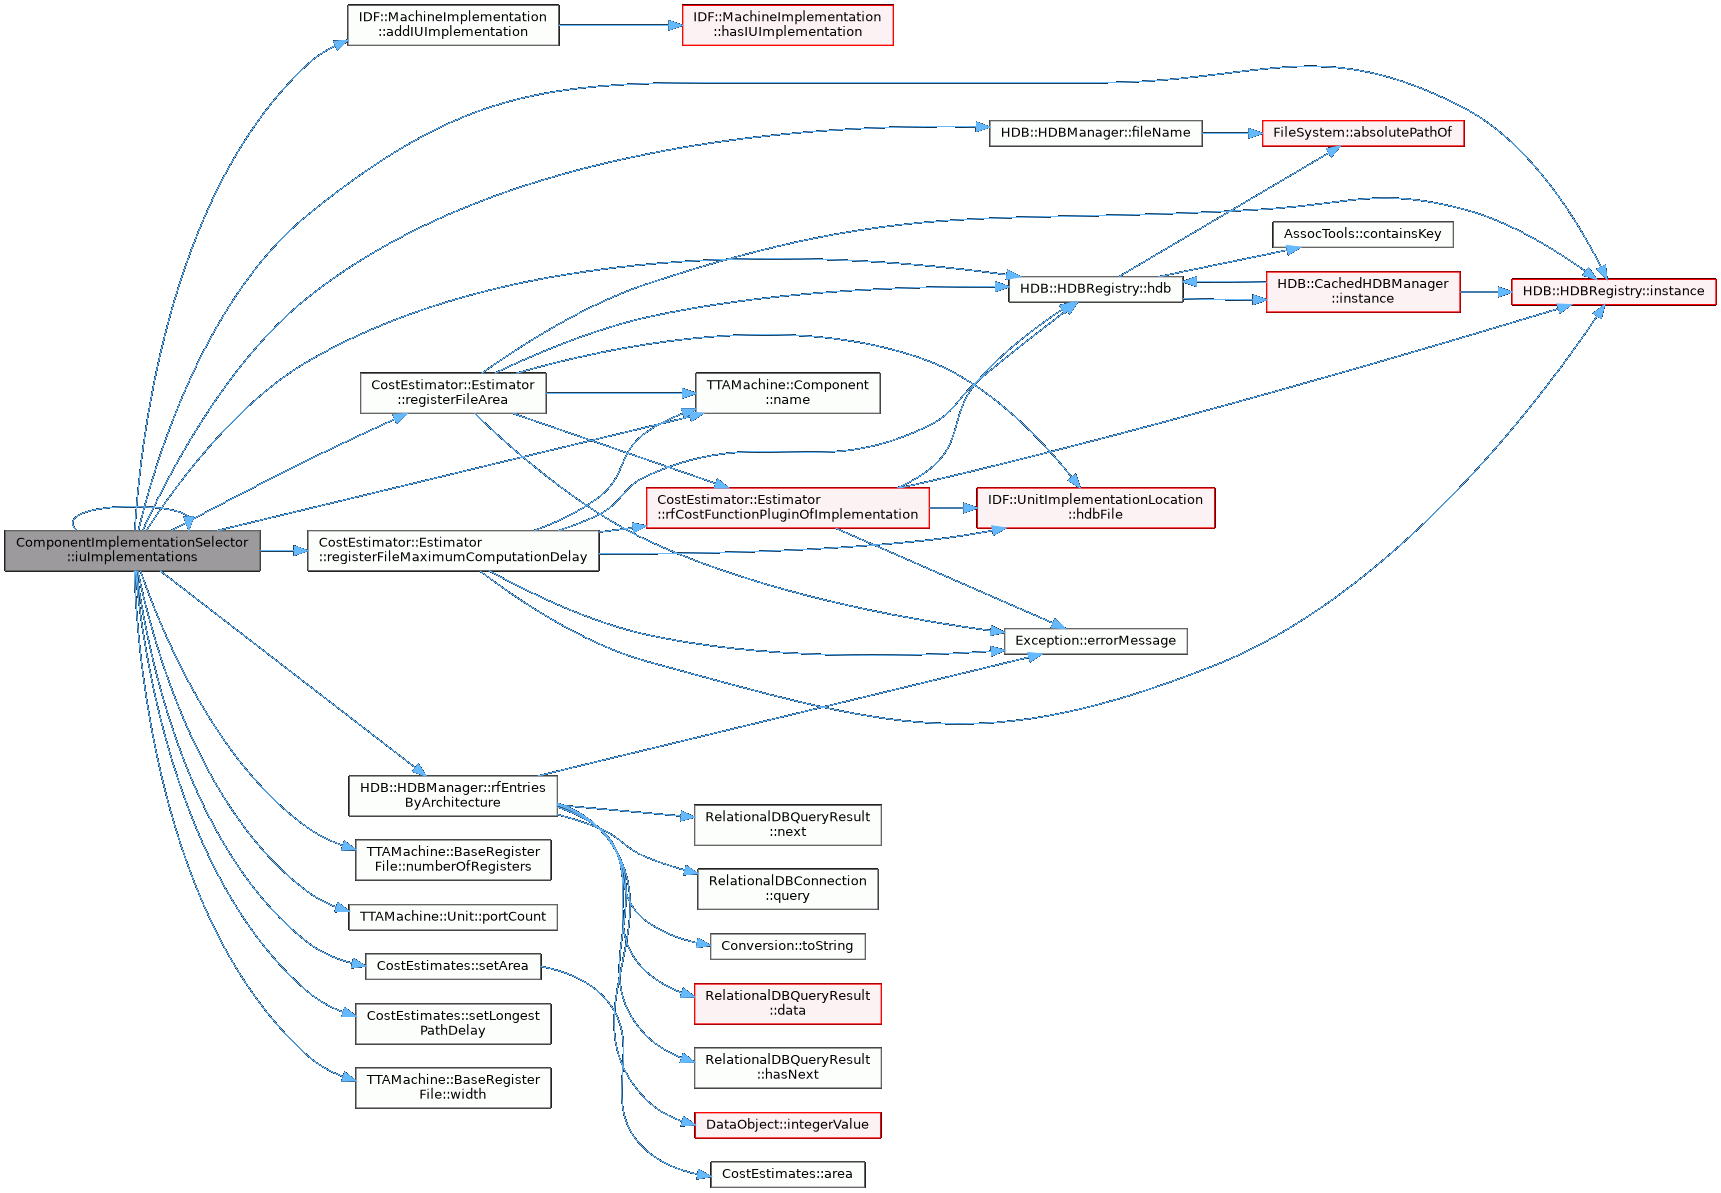 IDF::MachineImplementation
::addIUImplementation
IDF::MachineImplementation
::hasIUImplementation
HDB::HDBManager::fileName
FileSystem::absolutePathOf
AssocTools::containsKey
HDB::HDBRegistry::hdb
HDB::CachedHDBManager
::instance
HDB::HDBRegistry::instance
CostEstimator::Estimator
::registerFileArea
TTAMachine::Component
::name
CostEstimator::Estimator
::rfCostFunctionPluginOfImplementation
IDF::UnitImplementationLocation
::hdbFile
ComponentImplementationSelector
::iuImplementations
CostEstimator::Estimator
::registerFileMaximumComputationDelay
Exception::errorMessage
HDB::HDBManager::rfEntries
ByArchitecture
RelationalDBQueryResult
::next
TTAMachine::BaseRegister
File::numberOfRegisters
RelationalDBConnection
::query
TTAMachine::Unit::portCount
Conversion::toString
CostEstimates::setArea
RelationalDBQueryResult
::data
CostEstimates::setLongest
PathDelay
RelationalDBQueryResult
::hasNext
TTAMachine::BaseRegister
File::width
DataObject::integerValue
CostEstimates::area